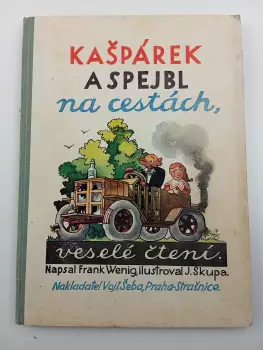 KAŠPÁREK
A SPEJBL
na cestách,
veselé čtení.
Napsal Frank Wenig, ilustroval J. Skupa.
Nakladatel Vojt. Šeba, Praha-Strašnice.